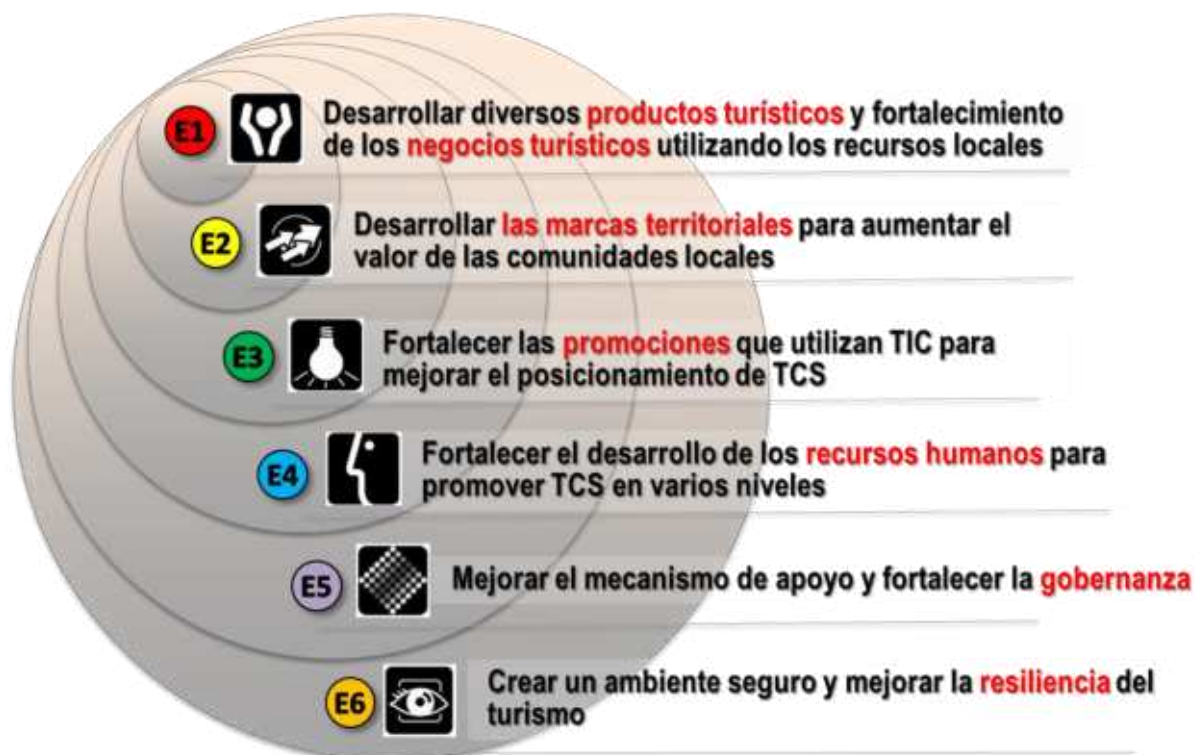 E1
Desarrollar diversos productos turísticos y fortalecimiento
de los negocios turísticos utilizando los recursos locales
E2
Desarrollar las marcas territoriales para aumentar el
valor de las comunidades locales
E3
Fortalecer las promociones que utilizan TIC para
mejorar el posicionamiento de TCS
E4
Fortalecer el desarrollo de los recursos humanos para
promover TCS en varios niveles
E5
Mejorar el mecanismo de apoyo y fortalecer la gobernanza
E6
Crear un ambiente seguro y mejorar la resiliencia del
turismo